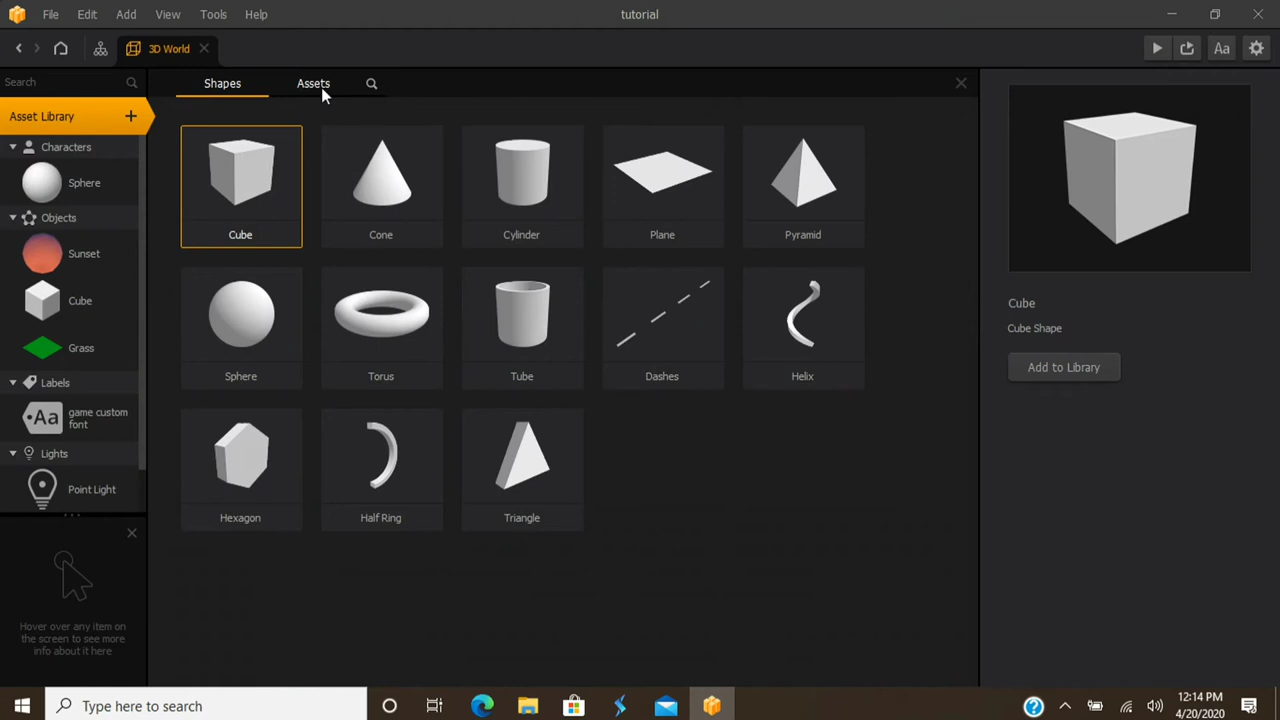 File Edit Add View Tools Help
tutorial
3D World
Aa
Search
Shapes
Assets
Asset Library
Characters
Sphere
Objects
Sunset
Cube
Grass
Labels
Aa
game custom
font
Lights
Point Light
Hover over any item on
the screen to see more
info about it here
Cube
Cone
Cylinder
Plane
Pyramid
Sphere
Torus
Tube
Dashes
Helix
Hexagon
Half Ring
Triangle
Cube
Cube Shape
Add to Library
Type here to search
12:14 PM
4/20/2020